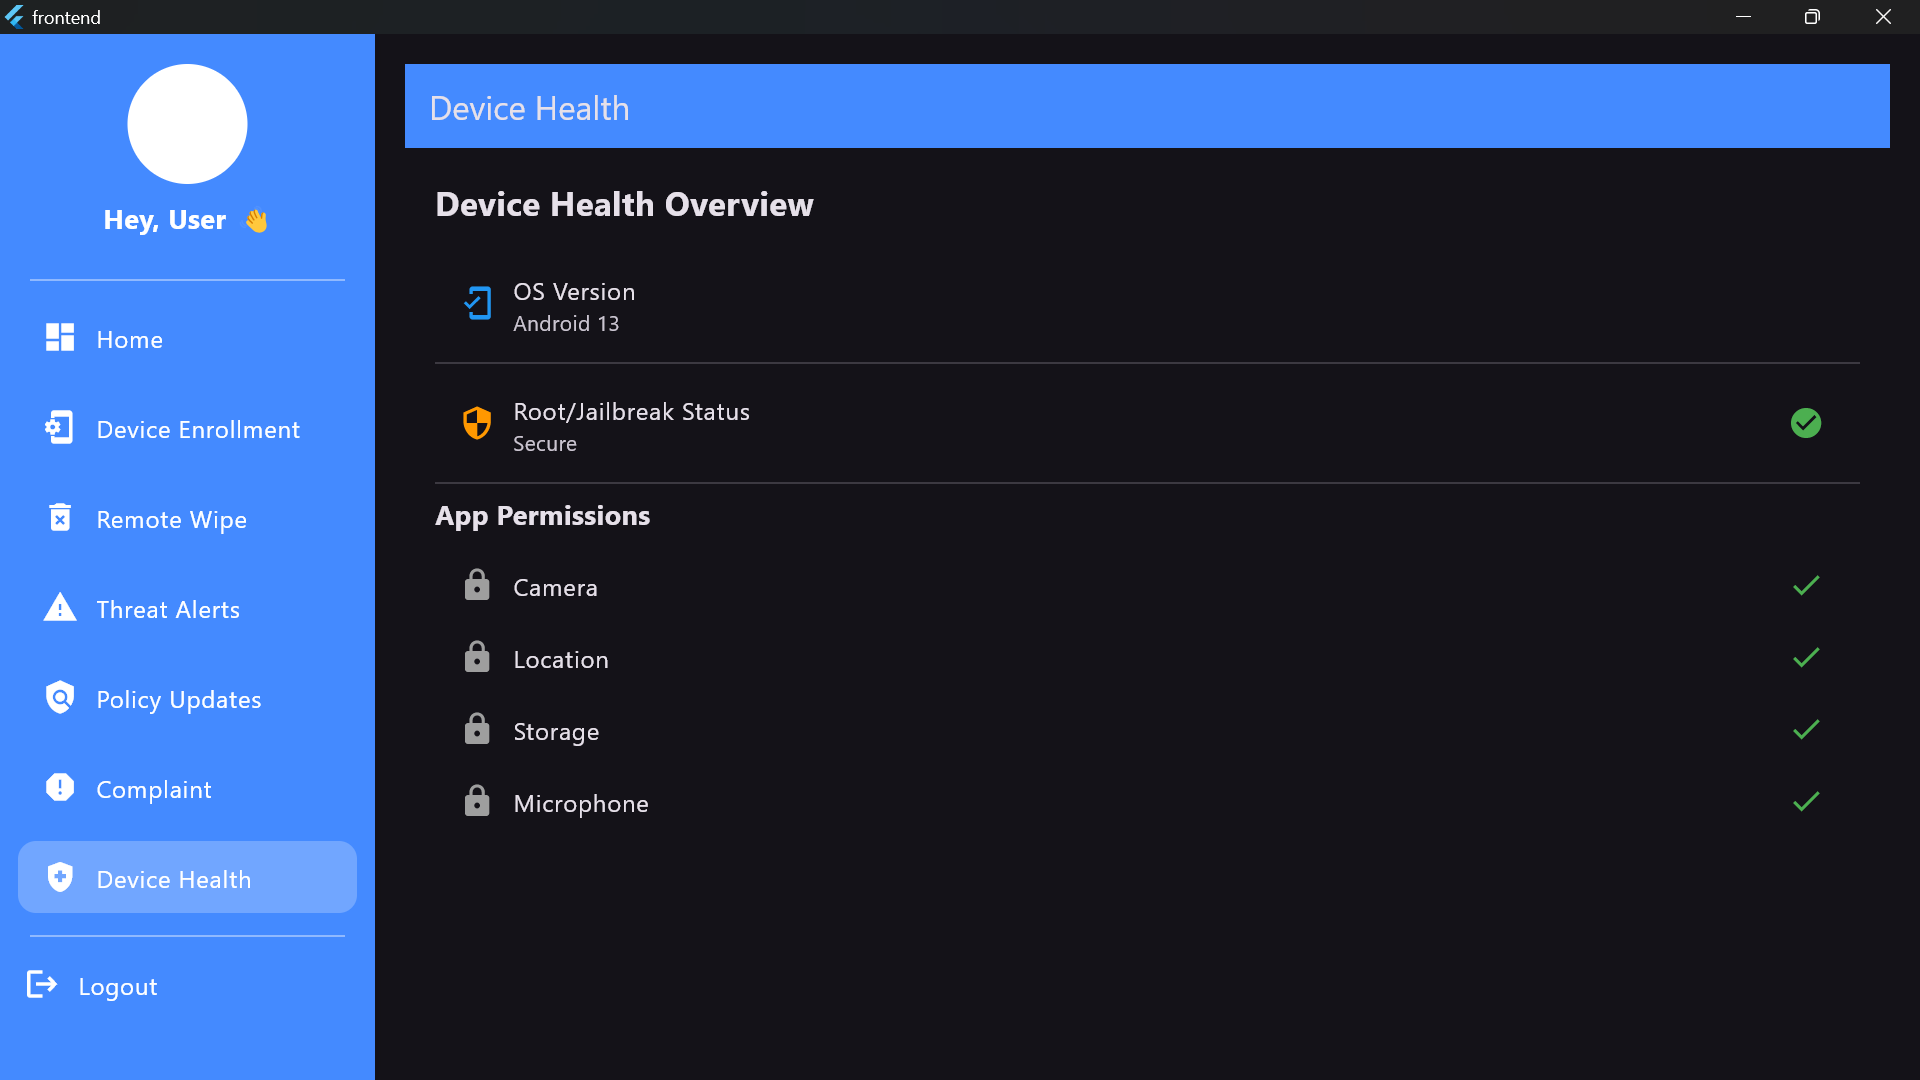 frontend
Hey, User 👋
Home
Device Enrollment
Remote Wipe
Threat Alerts
Policy Updates
Complaint
Device Health
Logout
Device Health
Device Health Overview
OS Version
Android 13
Root/Jailbreak Status
Secure
App Permissions
Camera
Location
Storage
Microphone